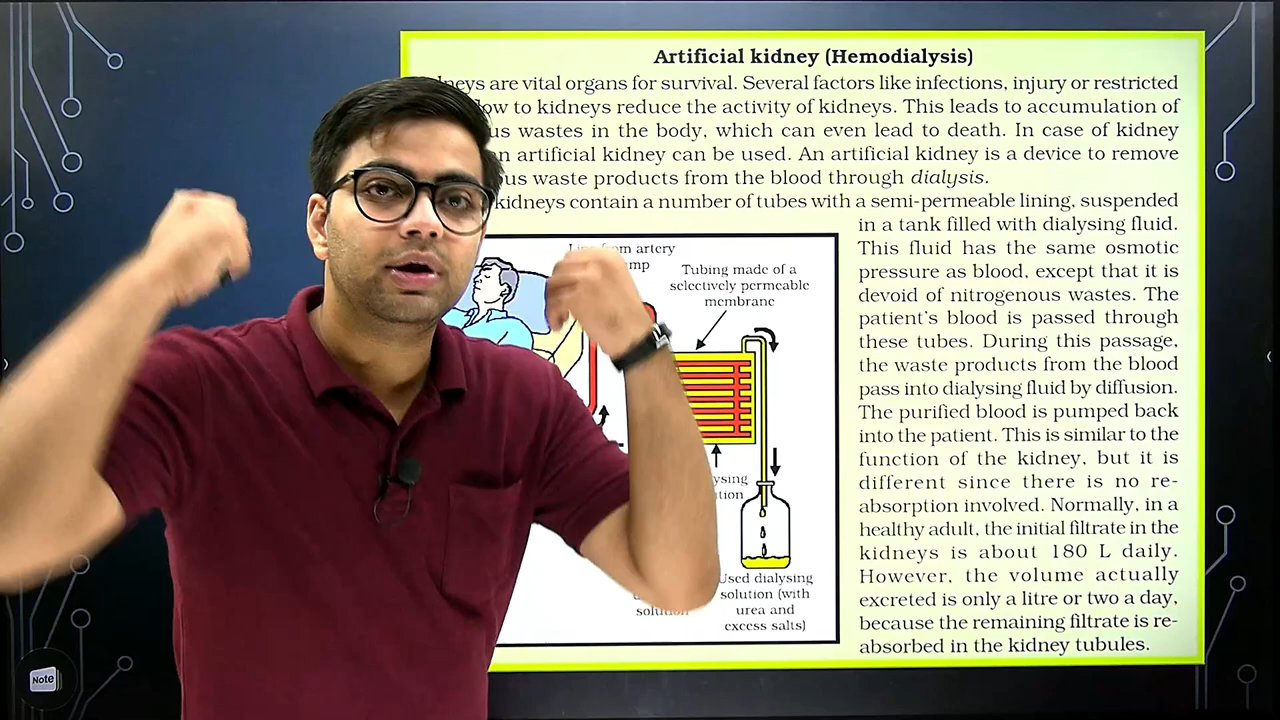 Artificial kidney (Hemodialysis)
are vital organs for survival. Several factors like infections, injury or restricted
to kidneys reduce the activity of kidneys. This leads to accumulation of
wastes in the body, which can even lead to death. In case of kidney
artificial kidney can be used. An artificial kidney is a device to remove
waste products from the blood through dialysis.
kidneys contain a number of tubes with a semi-permeable lining, suspended
in a tank filled with dialysing fluid.
This fluid has the same osmotic
pressure as blood, except that it is
devoid of nitrogenous wastes. The
patient's blood is passed through
these tubes. During this passage,
the waste products from the blood
pass into dialysing fluid by diffusion.
The purified blood is pumped back
into the patient. This is similar to the
function of the kidney, but it is
different since there is no re-
absorption involved. Normally, in a
healthy adult, the initial filtrate in the
kidneys is about 180 L daily.
However, the volume actually
excreted is only a litre or two a day,
because the remaining filtrate is re-
absorbed in the kidney tubules.
artery
Tubing made of a
selectively permeable
membrane
Used dialysing
solution (with
urea and
excess salts)
solution
Note